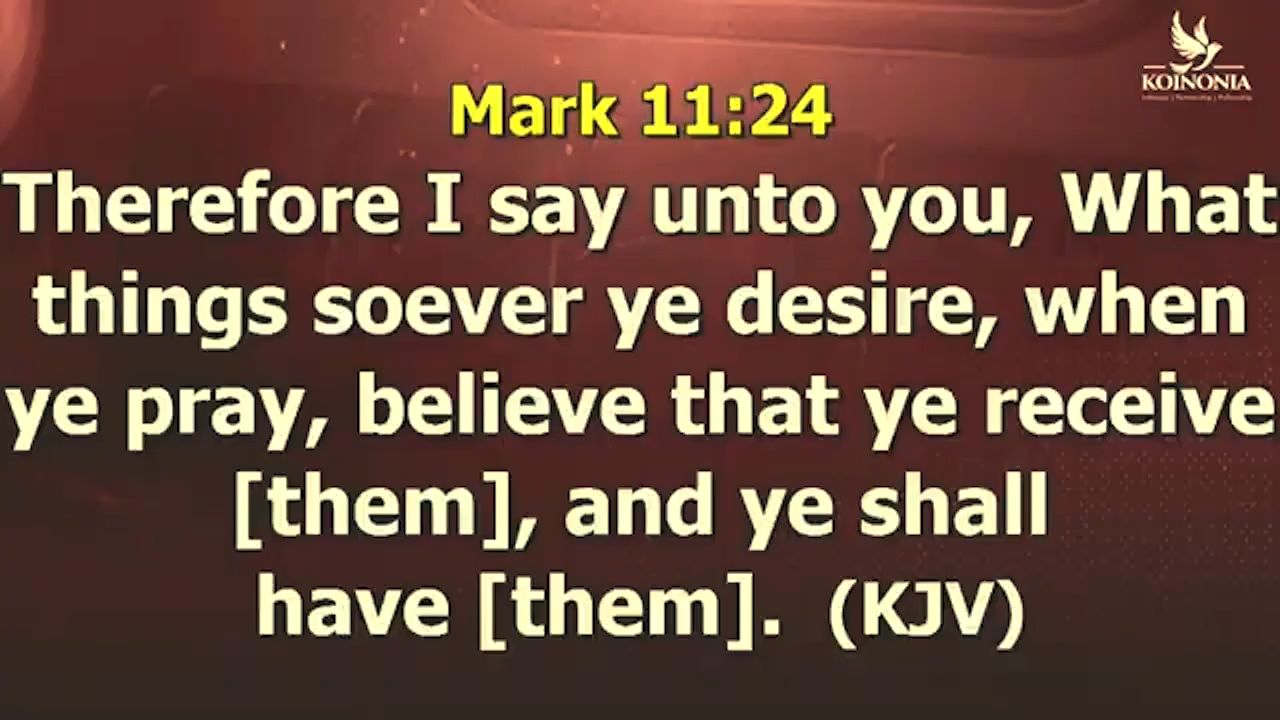 KOINONIA
Mark 11:24
Therefore I say unto you, What
things soever ye desire, when
ye pray, believe that ye receive
[them], and ye shall
have [them]. (KJV)